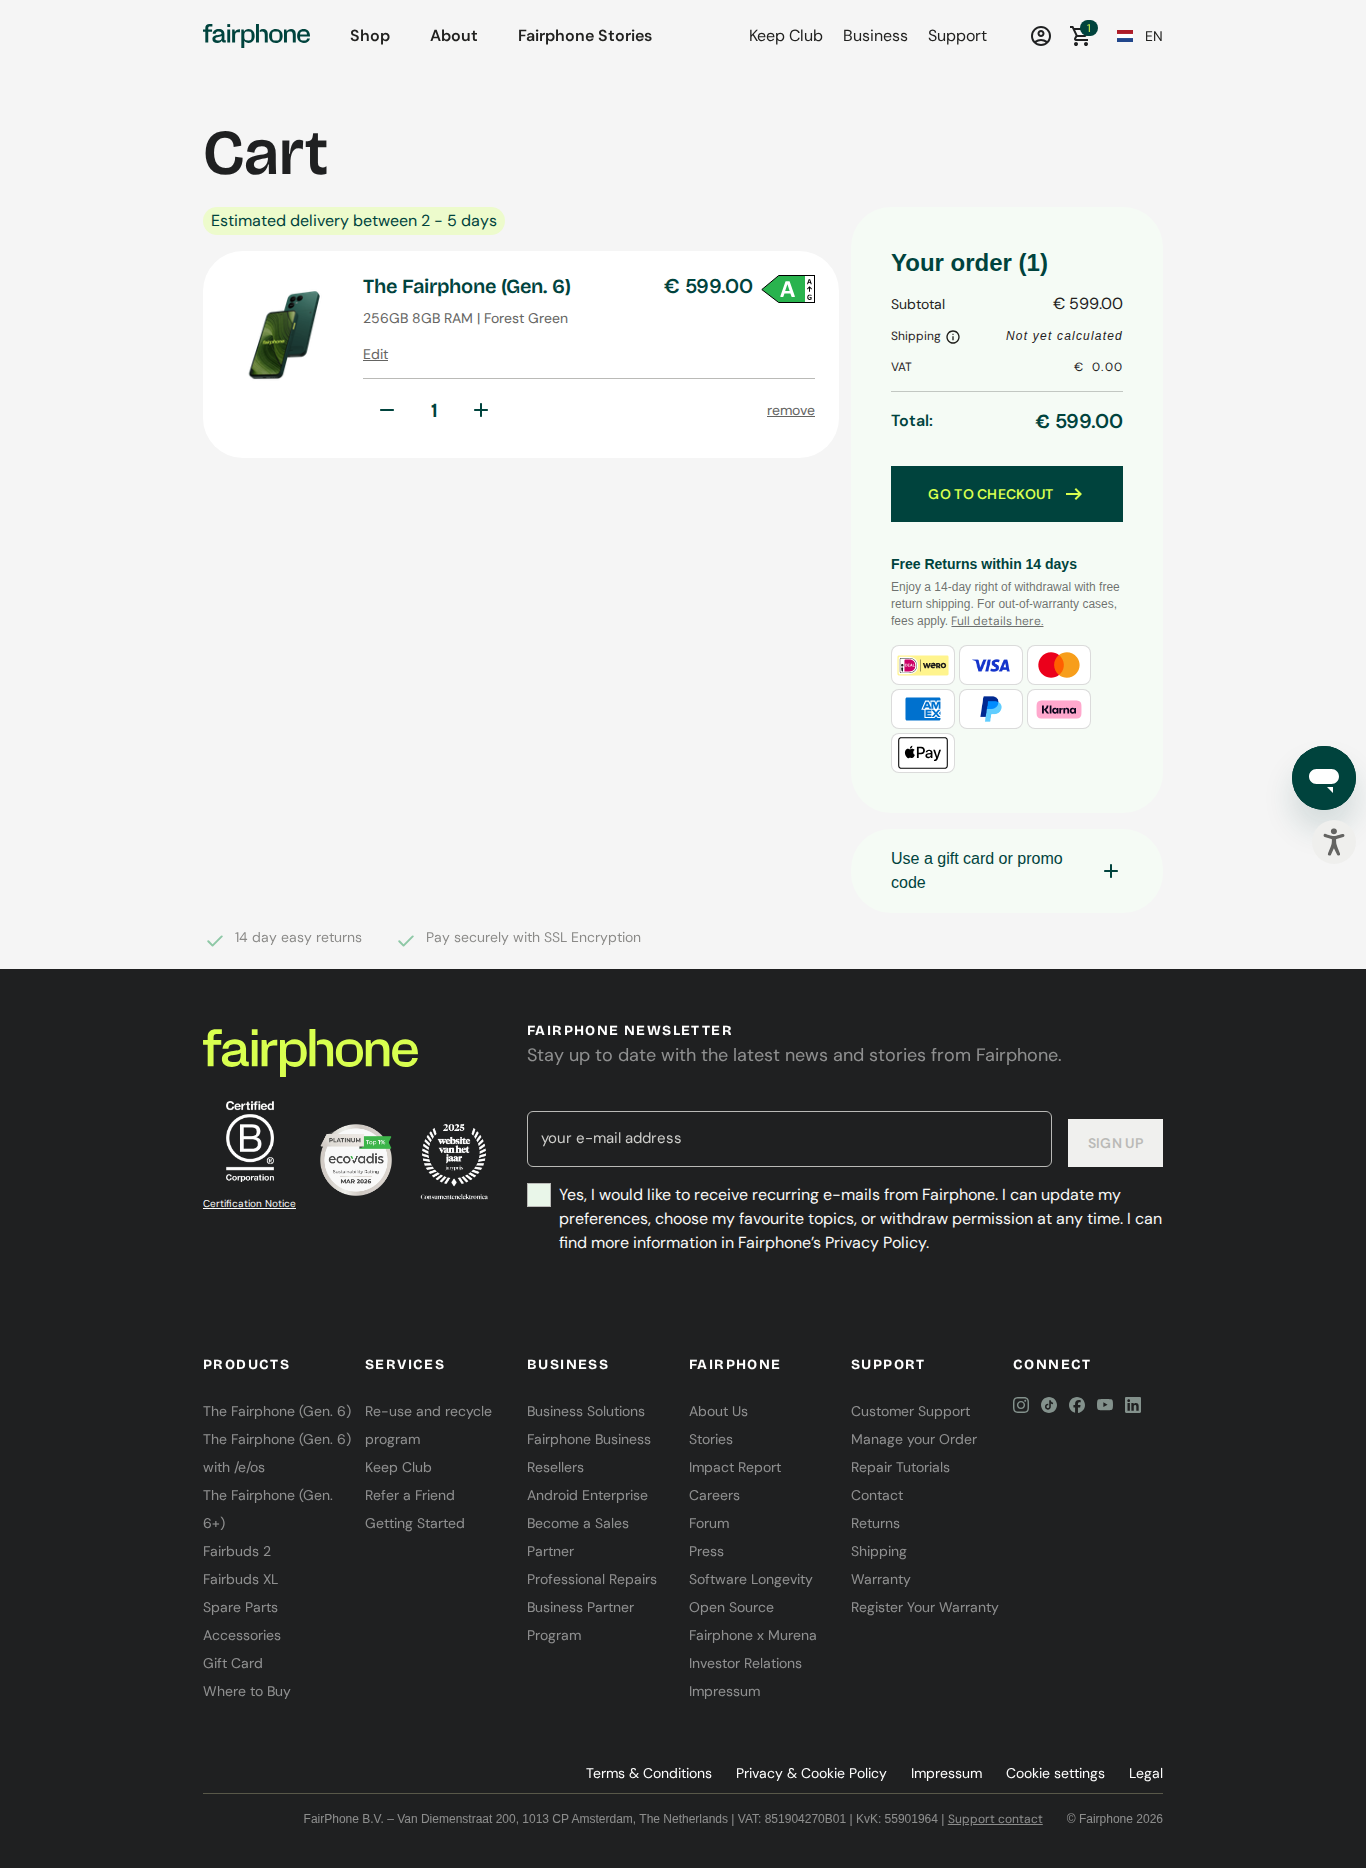 fairphone Shop About Fairphone Stories Keep Club Business Support 1 EN
Cart
Estimated delivery between 2 - 5 days
The Fairphone (Gen. 6) € 599.00 A A G
256GB 8GB RAM | Forest Green
Edit
1 remove
Your order (1)
Subtotal € 599.00
Shipping Not yet calculated
VAT € 0.00
Total: € 599.00
GO TO CHECKOUT
Free Returns within 14 days
Enjoy a 14-day right of withdrawal with free
return shipping. For out-of-warranty cases,
fees apply. Full details here.
iDEAL WERO VISA
AMEX Klarna
Pay
Use a gift card or promo
code
14 day easy returns Pay securely with SSL Encryption
fairphone
Certified
B
®
Corporation
Certification Notice
PLATINUM Top 1%
ecovadis
Sustainability Rating
MAR 2026
2025
website
van het
jaar
Consumentenelektronica
FAIRPHONE NEWSLETTER
Stay up to date with the latest news and stories from Fairphone.
your e-mail address SIGN UP
Yes, I would like to receive recurring e-mails from Fairphone. I can update my
preferences, choose my favourite topics, or withdraw permission at any time. I can
find more information in Fairphone’s Privacy Policy.
PRODUCTS
The Fairphone (Gen. 6)
The Fairphone (Gen. 6)
with /e/os
The Fairphone (Gen.
6+)
Fairbuds 2
Fairbuds XL
Spare Parts
Accessories
Gift Card
Where to Buy
SERVICES
Re-use and recycle
program
Keep Club
Refer a Friend
Getting Started
BUSINESS
Business Solutions
Fairphone Business
Resellers
Android Enterprise
Become a Sales
Partner
Professional Repairs
Business Partner
Program
FAIRPHONE
About Us
Stories
Impact Report
Careers
Forum
Press
Software Longevity
Open Source
Fairphone x Murena
Investor Relations
Impressum
SUPPORT
Customer Support
Manage your Order
Repair Tutorials
Contact
Returns
Shipping
Warranty
Register Your Warranty
CONNECT
Terms & Conditions Privacy & Cookie Policy Impressum Cookie settings Legal
FairPhone B.V. – Van Diemenstraat 200, 1013 CP Amsterdam, The Netherlands | VAT: 851904270B01 | KvK: 55901964 | Support contact © Fairphone 2026